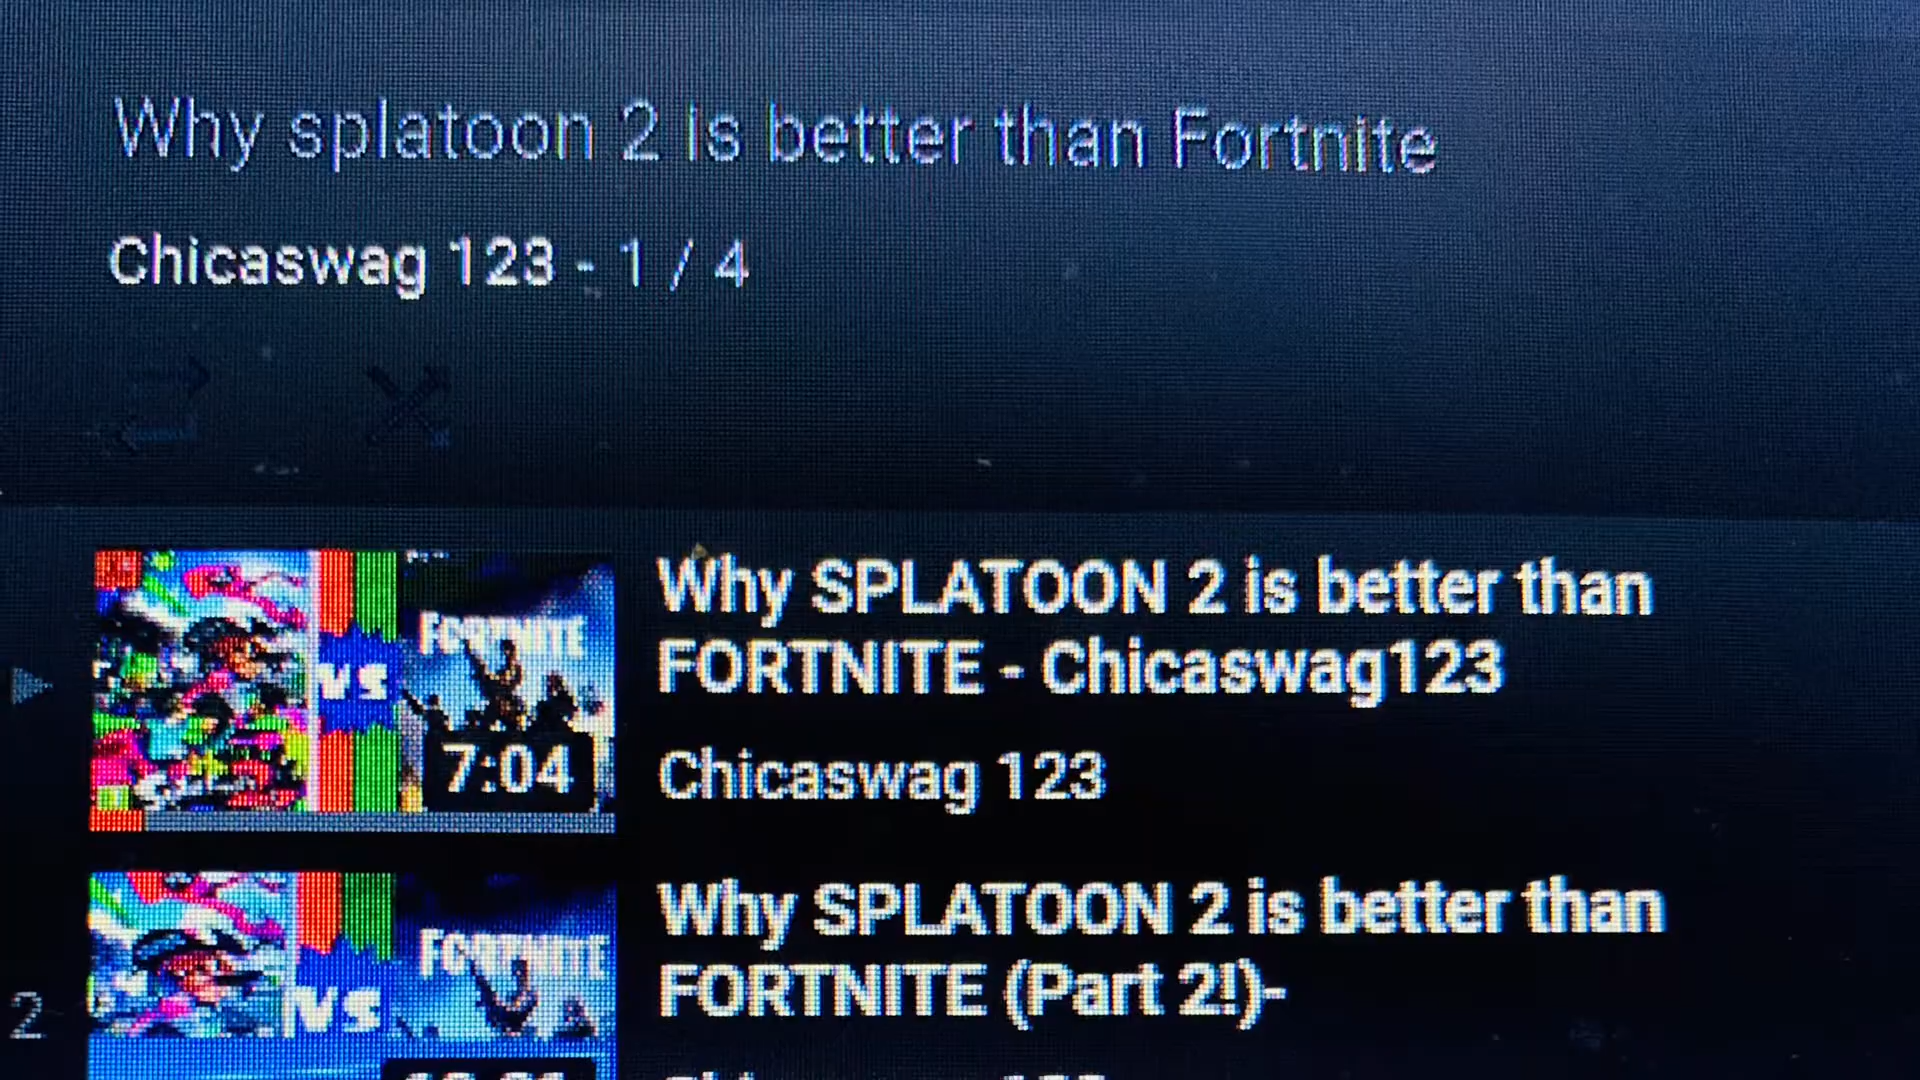 Why splatoon 2 is better than Fortnite
Chicaswag 123 - 1 / 4
FORTNITE
VS
7:04
Why SPLATOON 2 is better than
FORTNITE - Chicaswag123
Chicaswag 123
2
FORTNITE
VS
Why SPLATOON 2 is better than
FORTNITE (Part 2!)-